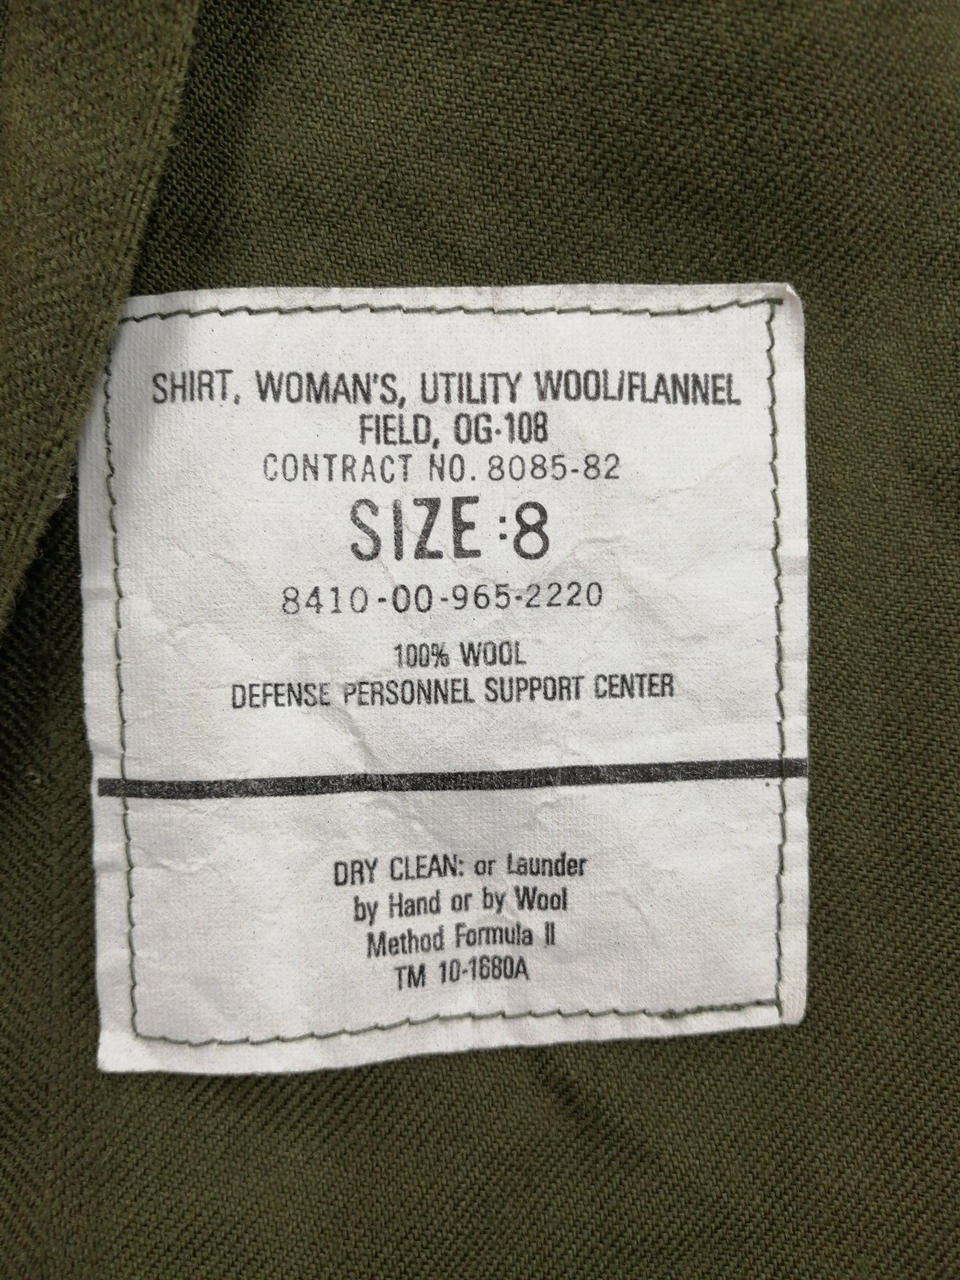 SHIRT, WOMAN'S, UTILITY WOOL/FLANNEL
FIELD, OG-108
CONTRACT NO. 8085-82
SIZE :8
8410-00-965-2220
100% WOOL
DEFENSE PERSONNEL SUPPORT CENTER
DRY CLEAN: or Launder
by Hand or by Wool
Method Formula II
TM 10-1680A